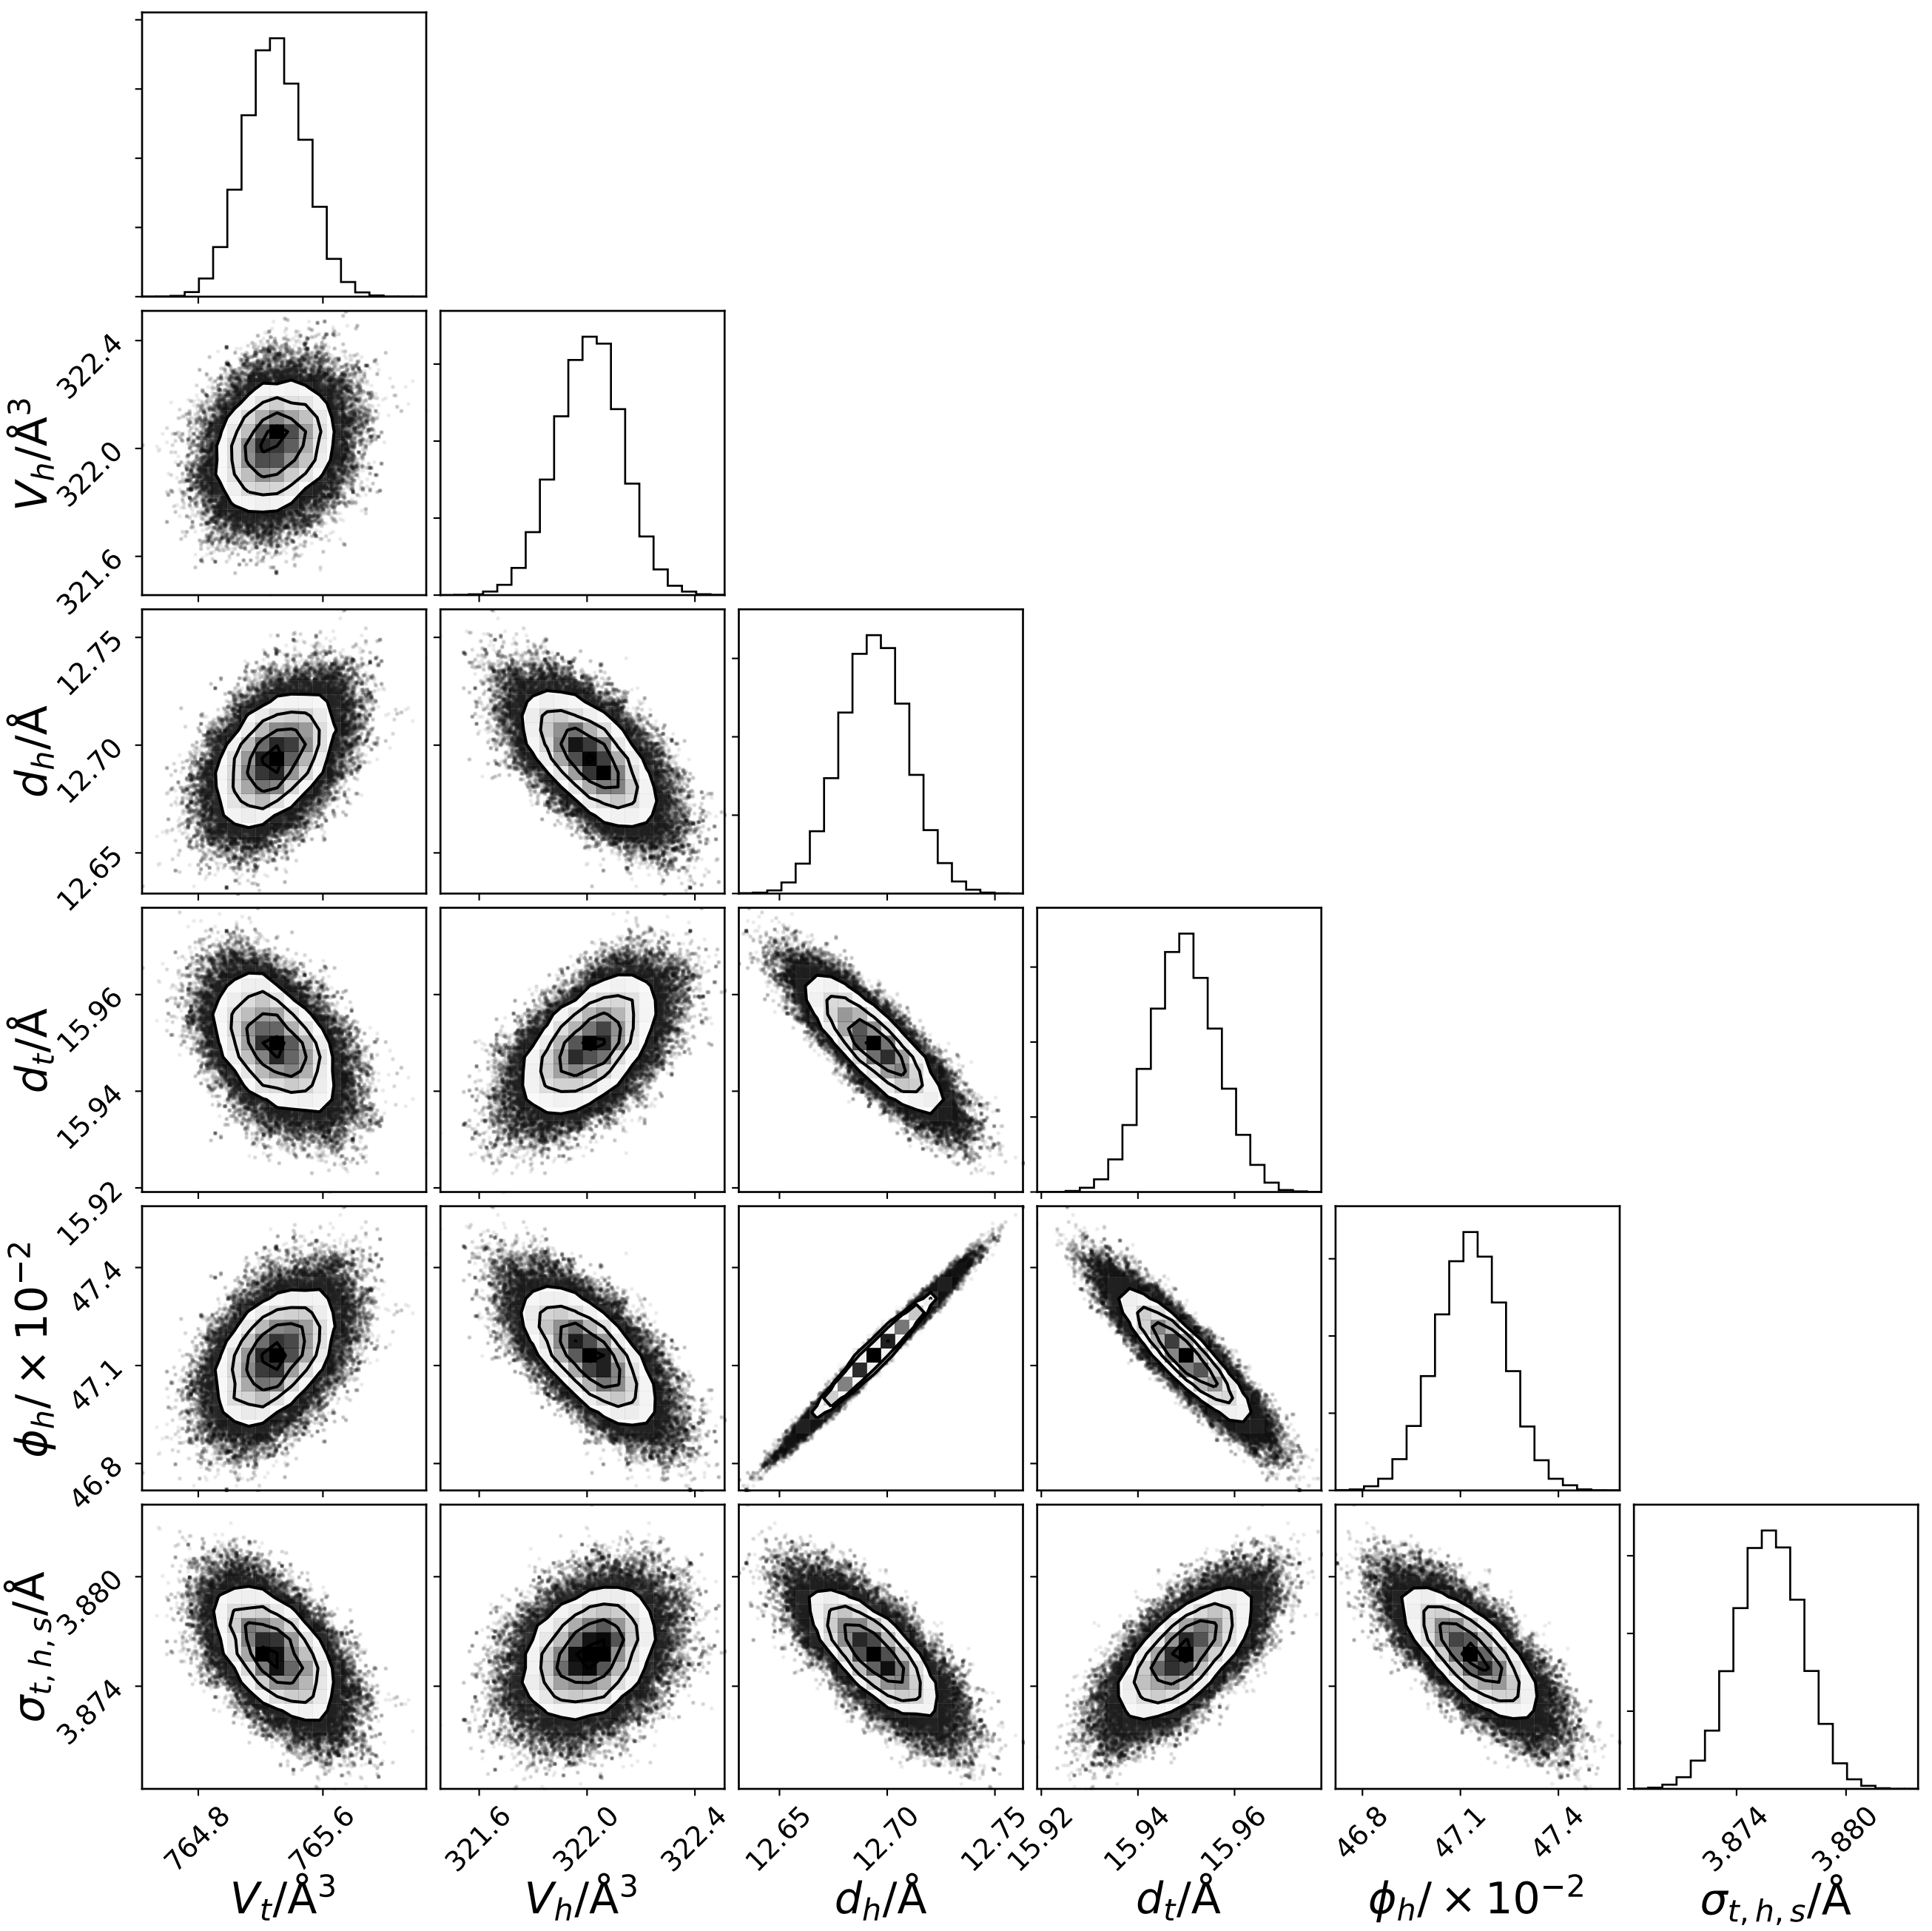 322.4
322.0
321.6
V_h/Å^3
12.75
12.70
12.65
d_h/Å
15.96
15.94
15.92
d_t/Å
47.4
47.1
46.8
ϕ_h/ × 10^−2
3.880
3.874
σ_{t,h,s}/Å
764.8 765.6 321.6 322.0 322.4 12.65 12.70 12.75 15.92 15.94 15.96 46.8 47.1 47.4 3.874 3.880
V_t/Å^3 V_h/Å^3 d_h/Å d_t/Å ϕ_h/ × 10^−2 σ_{t,h,s}/Å